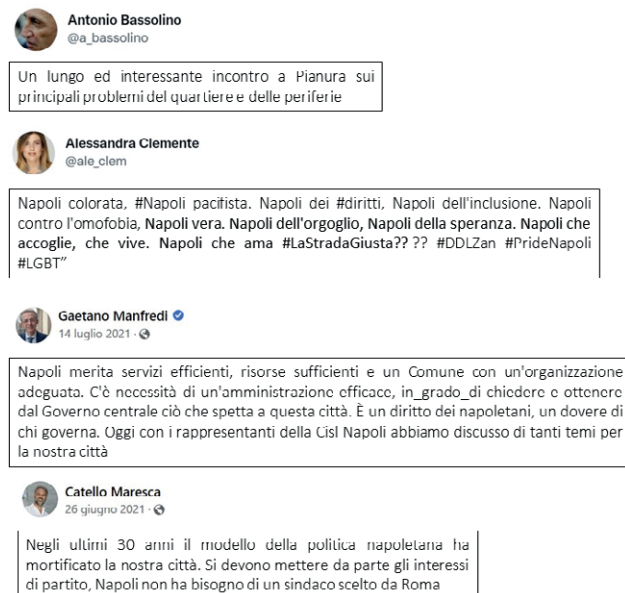 Antonio Bassolino
@a_bassolino
Un lungo ed interessante incontro a Pianura sui
principali problemi del quartiere e delle periferie
Alessandra Clemente
@ale_clem
Napoli colorata, #Napoli pacifista. Napoli dei #diritti, Napoli dell'inclusione. Napoli
contro l'omofobia, Napoli vera. Napoli dell'orgoglio, Napoli della speranza. Napoli che
accoglie, che vive. Napoli che ama #LaStradaGiusta?? ?? #DDLZan #PrideNapoli
#LGBT”
Gaetano Manfredi
14 luglio 2021 ·
Napoli merita servizi efficienti, risorse sufficienti e un Comune con un'organizzazione
adeguata. C'è necessità di un'amministrazione efficace, in_grado_di chiedere e ottenere
dal Governo centrale ciò che spetta a questa città. È un diritto dei napoletani, un dovere di
chi governa. Oggi con i rappresentanti della Cisl Napoli abbiamo discusso di tanti temi per
la nostra città
Catello Maresca
26 giugno 2021 ·
Negli ultimi 30 anni il modello della politica napoletana ha
mortificato la nostra città. Si devono mettere da parte gli interessi
di partito, Napoli non ha bisogno di un sindaco scelto da Roma